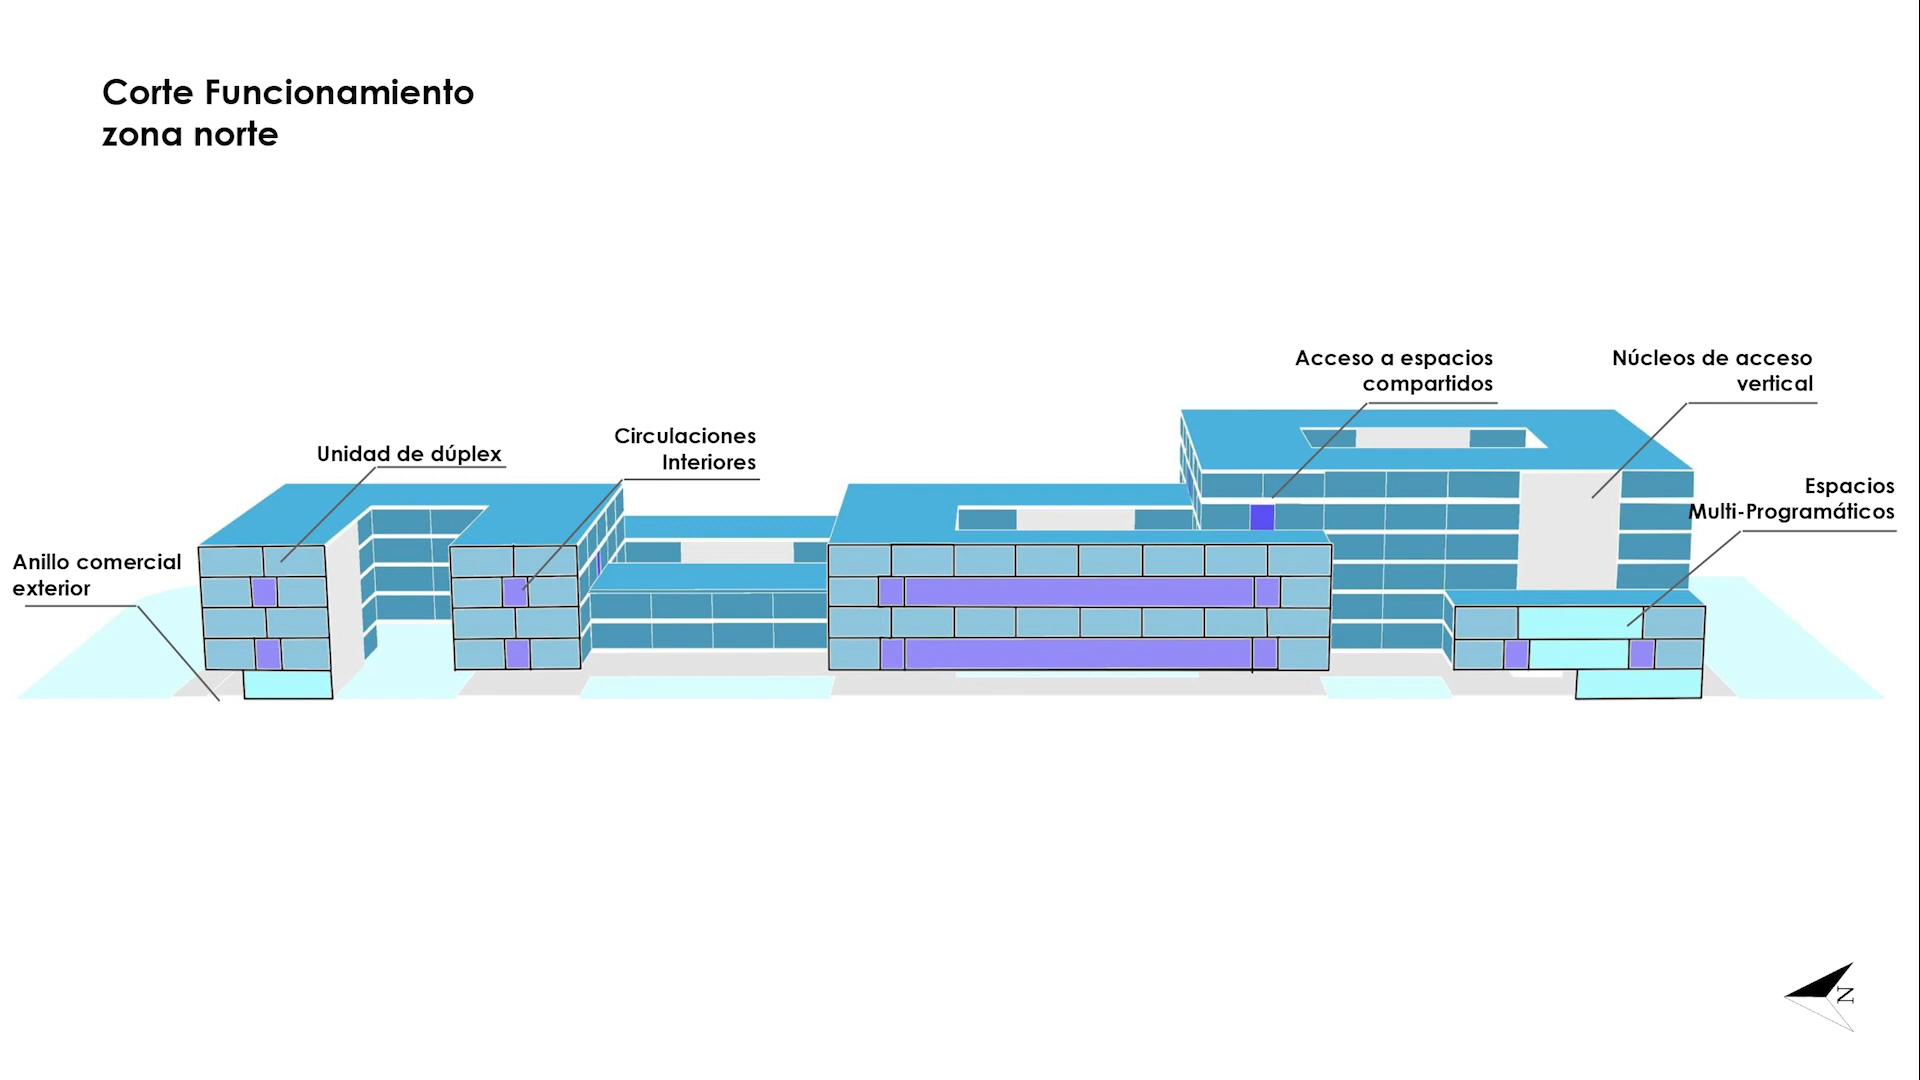 Corte Funcionamiento
zona norte
Acceso a espacios
compartidos
Núcleos de acceso
vertical
Circulaciones
Interiores
Unidad de dúplex
Espacios
Multi-Programáticos
Anillo comercial
exterior
N